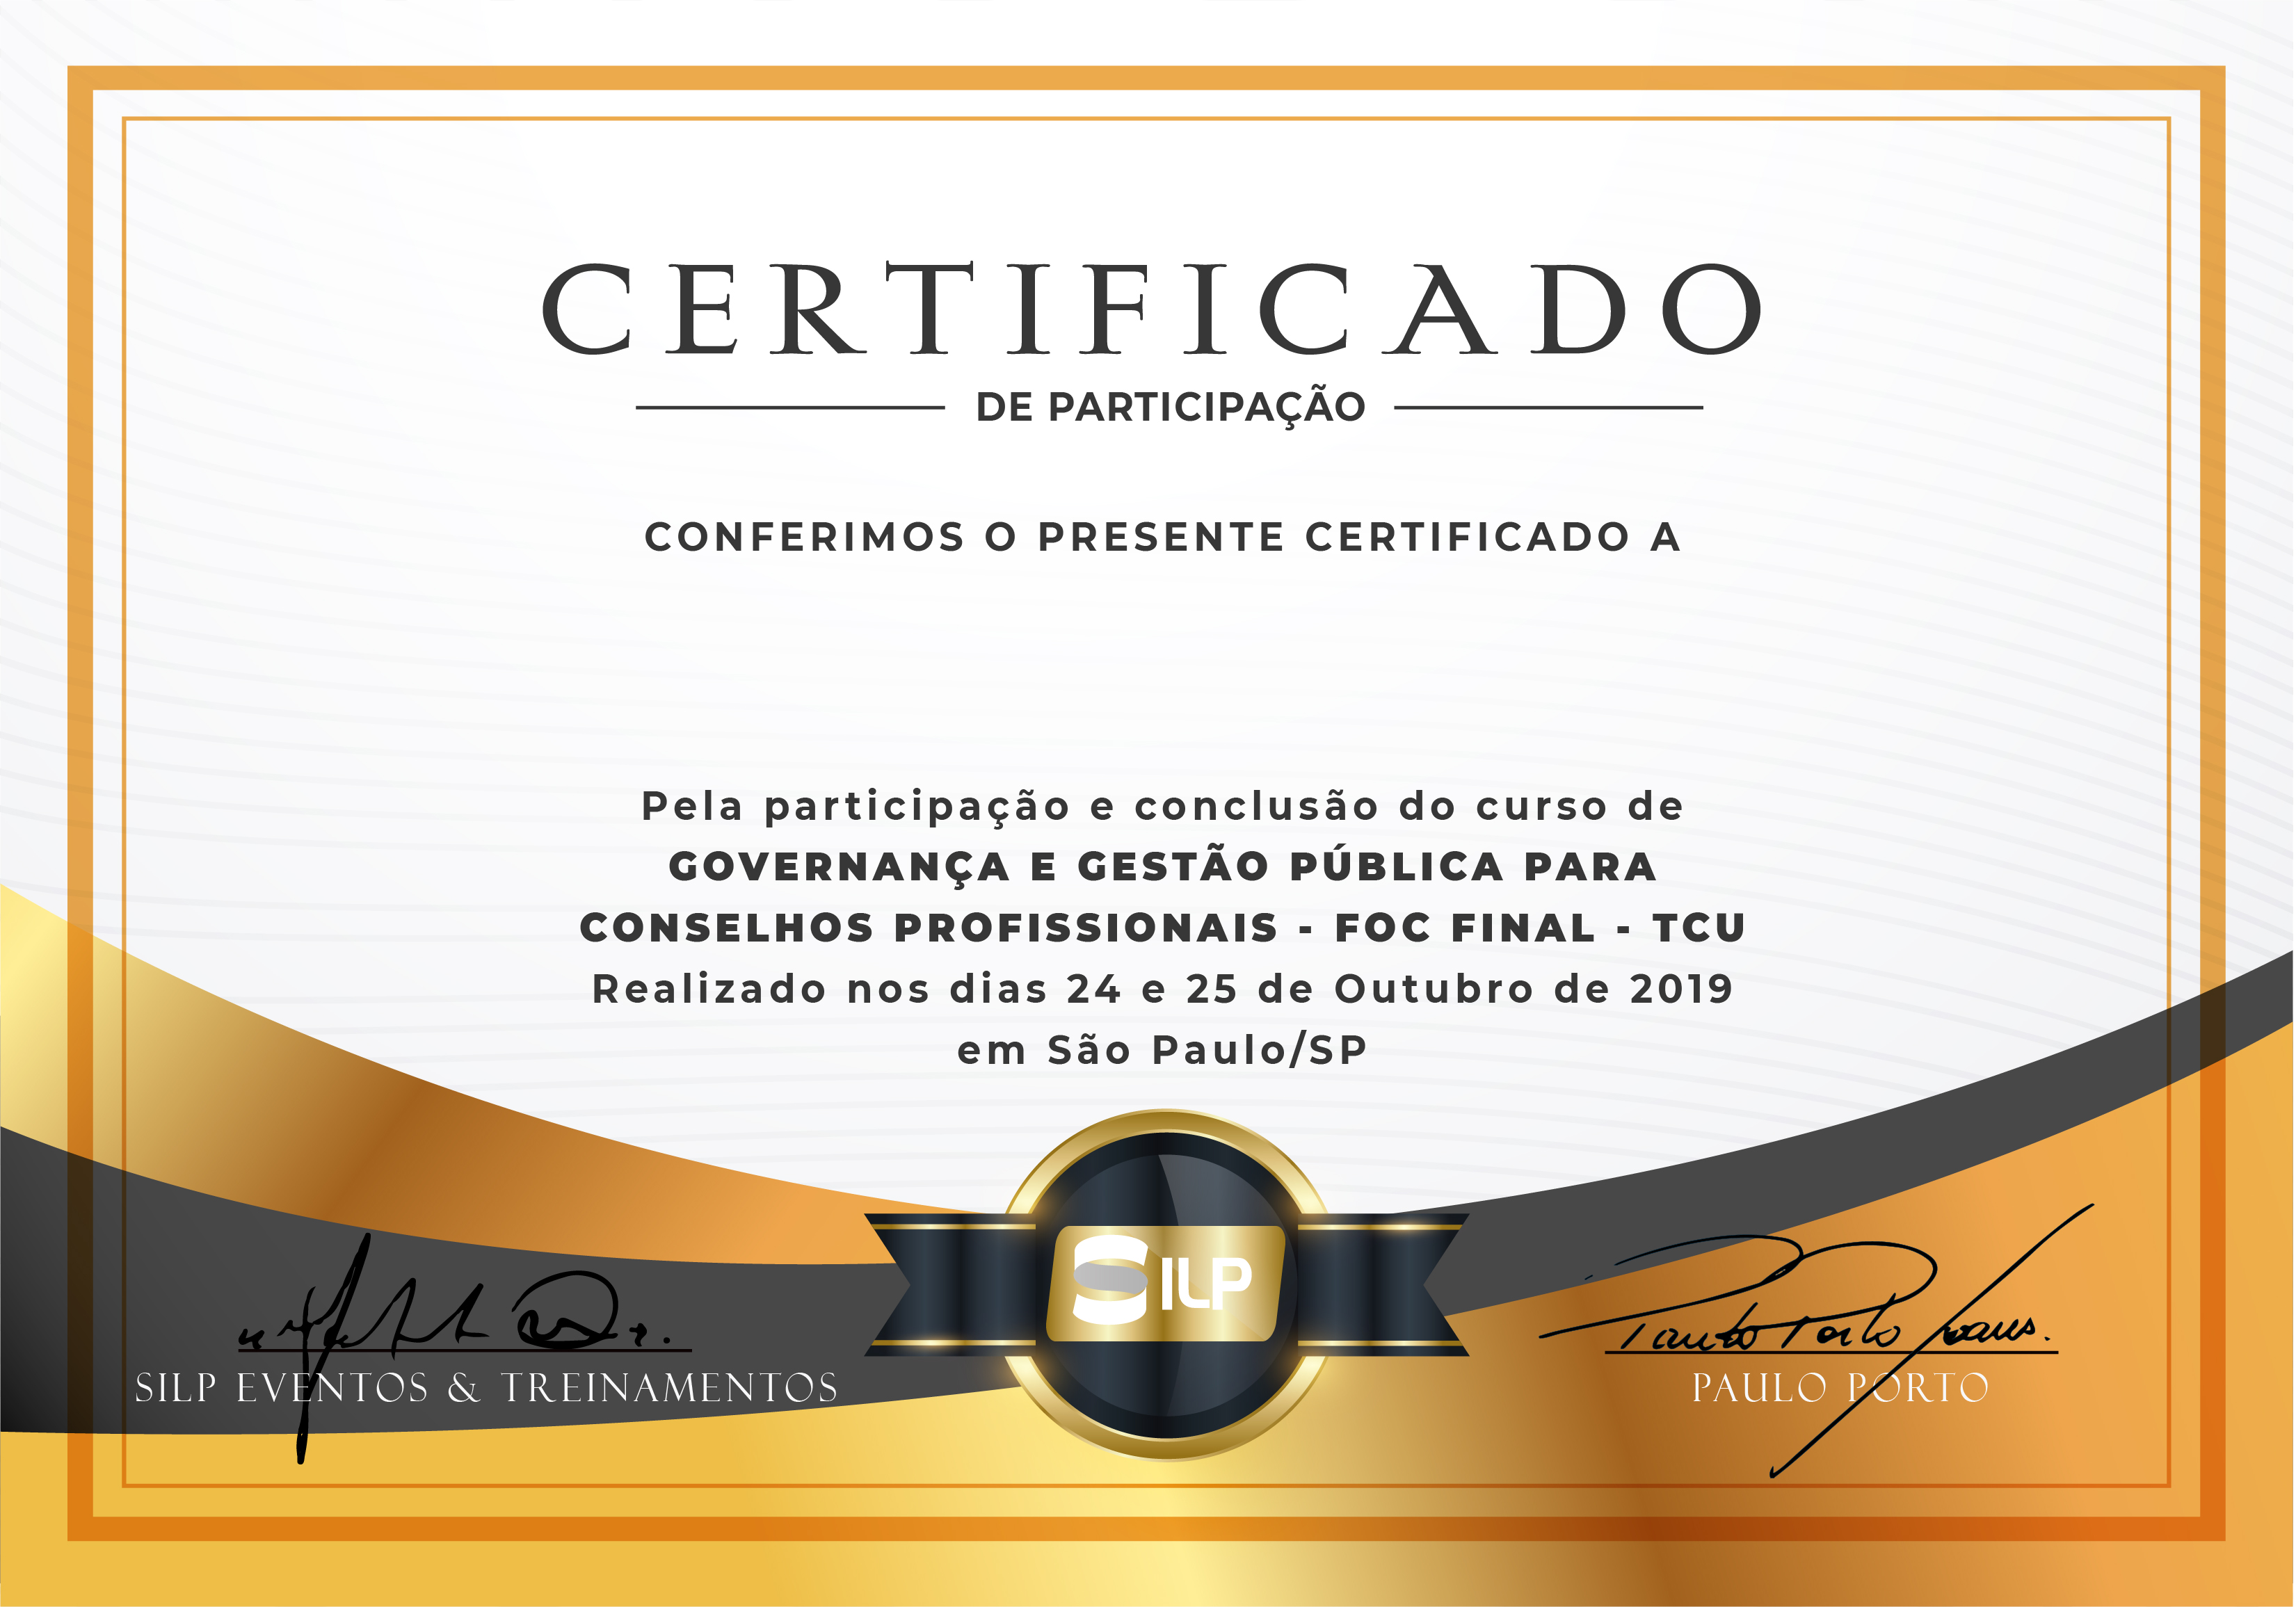 CERTIFICADO
DE PARTICIPAÇÃO
CONFERIMOS O PRESENTE CERTIFICADO A
Pela participação e conclusão do curso de
GOVERNANÇA E GESTÃO PÚBLICA PARA
CONSELHOS PROFISSIONAIS - FOC FINAL - TCU
Realizado nos dias 24 e 25 de Outubro de 2019
em São Paulo/SP
SILP
Paulo Porto
SILP EVENTOS & TREINAMENTOS
PAULO PORTO